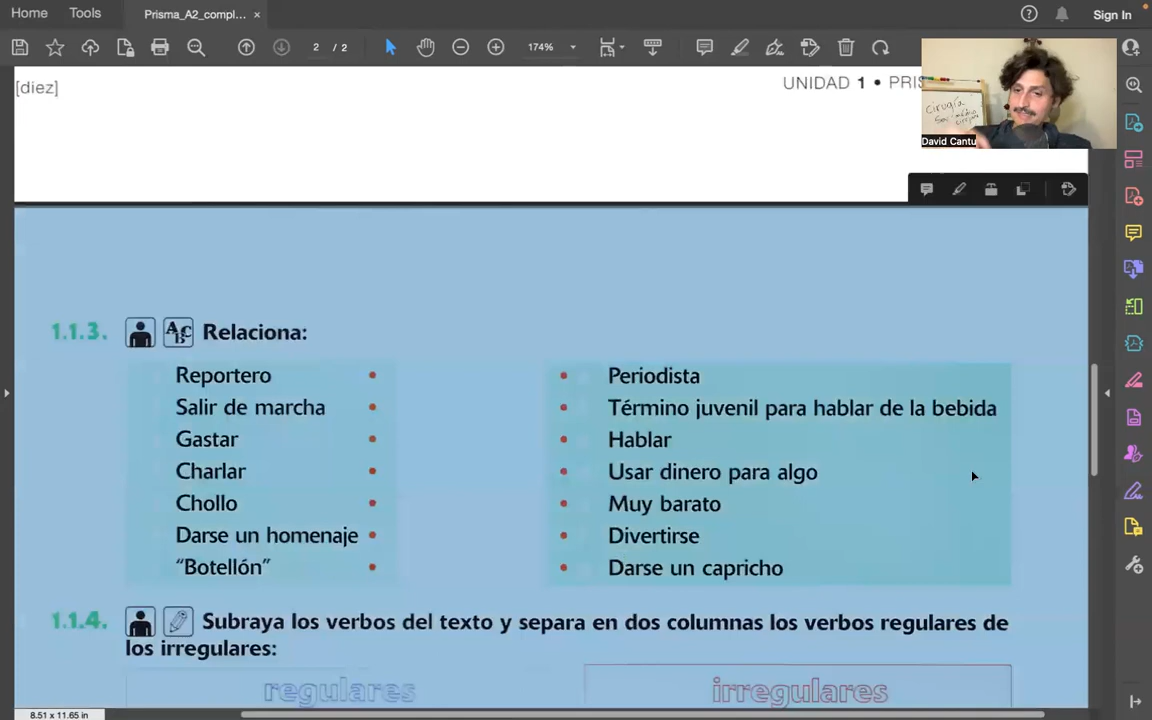 Home Tools Prisma_A2_compl... × Sign In
2 / 2 174%
[diez]
UNIDAD 1 • PRIS
cirugía
David Cantu
1.1.3. ABC Relaciona:
Reportero • • Periodista
Salir de marcha • • Término juvenil para hablar de la bebida
Gastar • • Hablar
Charlar • • Usar dinero para algo
Chollo • • Muy barato
Darse un homenaje • • Divertirse
“Botellón” • • Darse un capricho
1.1.4. Subraya los verbos del texto y separa en dos columnas los verbos regulares de
los irregulares:
regulares irregulares
8.51 x 11.65 in